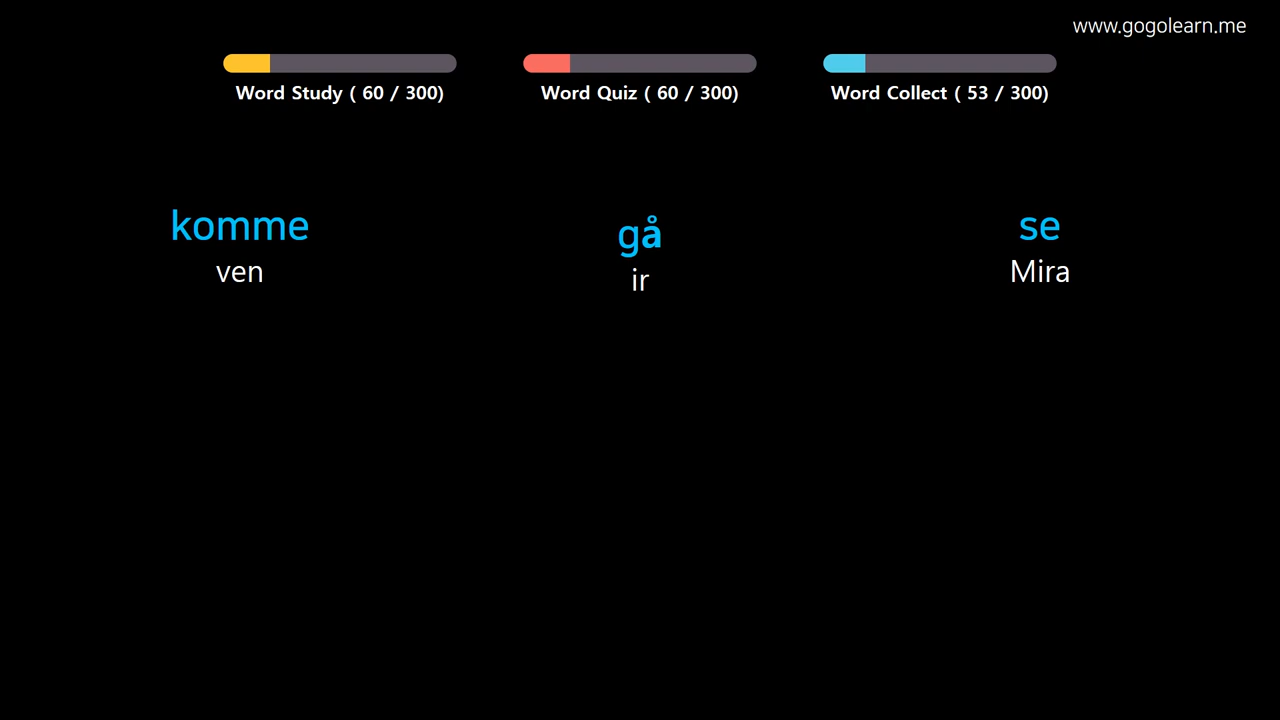 www.gogolearn.me
Word Study ( 60 / 300)
Word Quiz ( 60 / 300)
Word Collect ( 53 / 300)
komme
ven
gå
ir
se
Mira